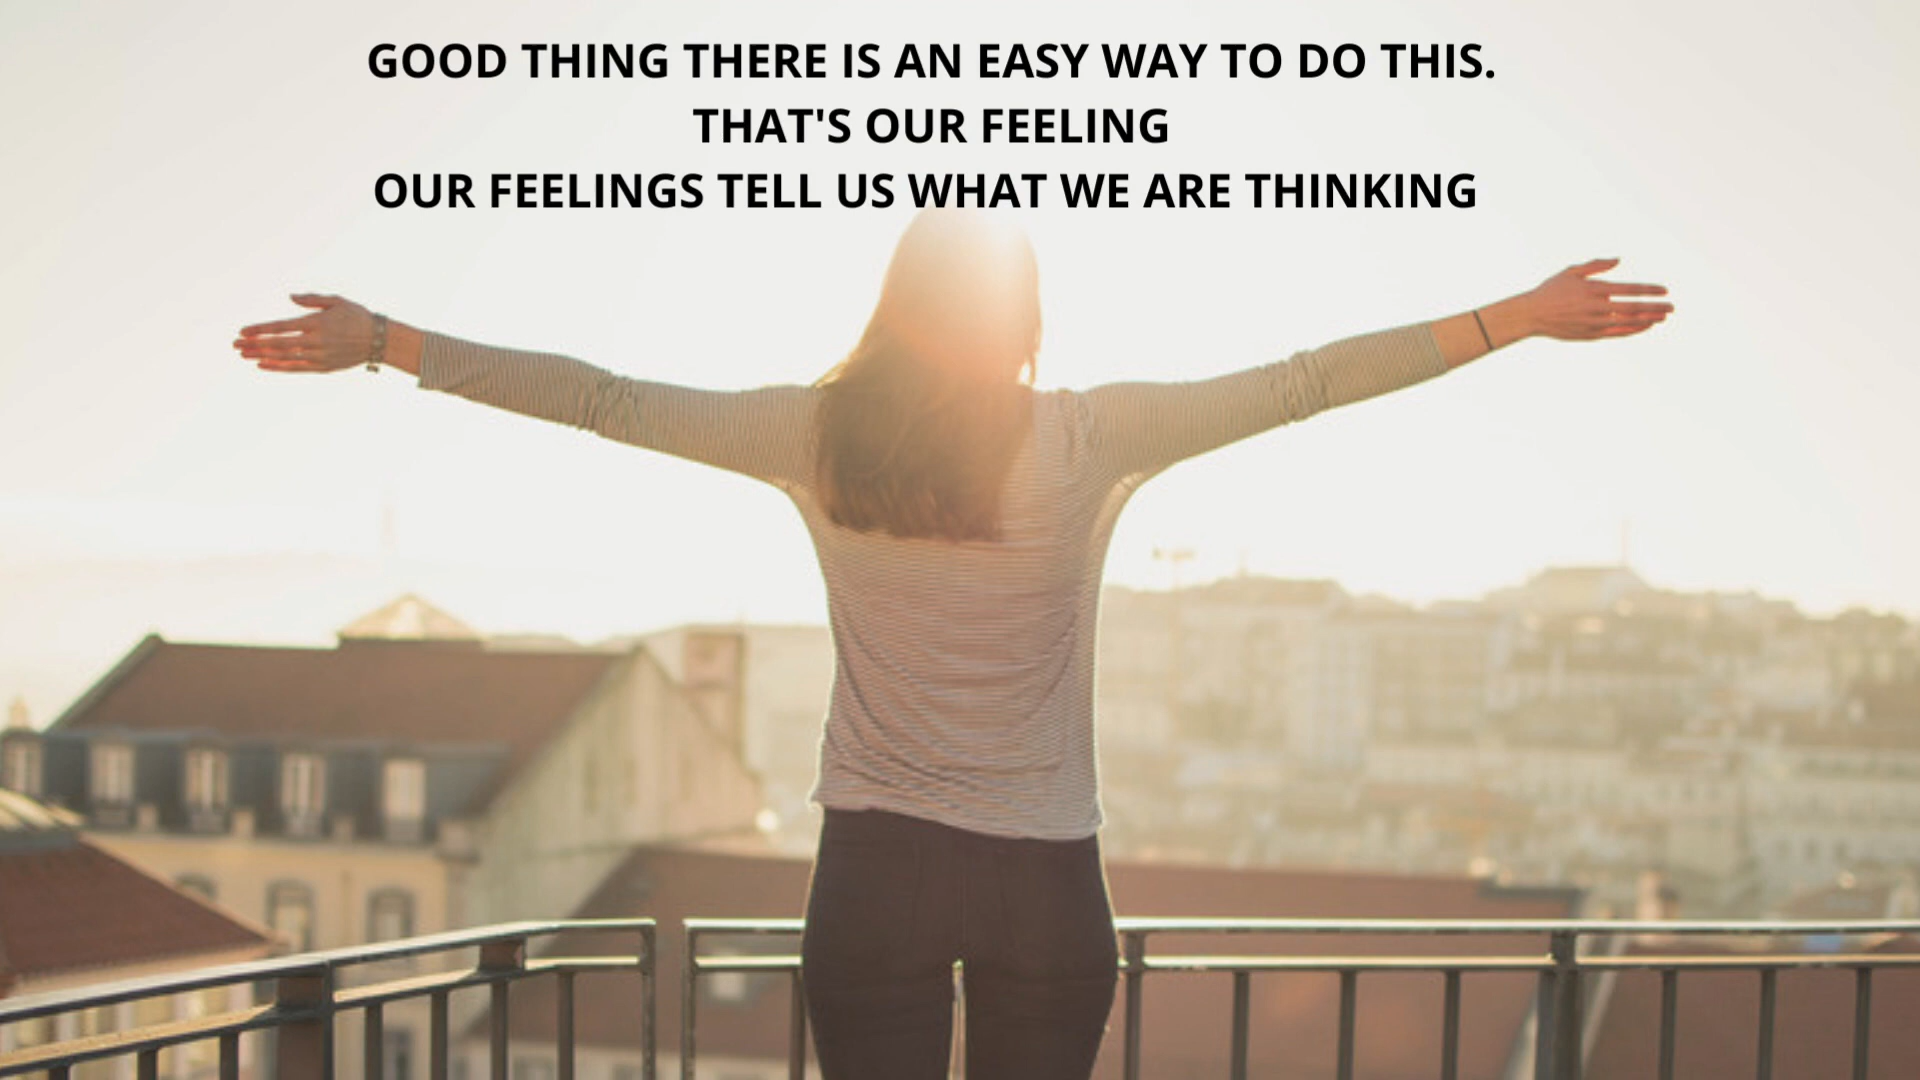 GOOD THING THERE IS AN EASY WAY TO DO THIS.
THAT'S OUR FEELING
OUR FEELINGS TELL US WHAT WE ARE THINKING